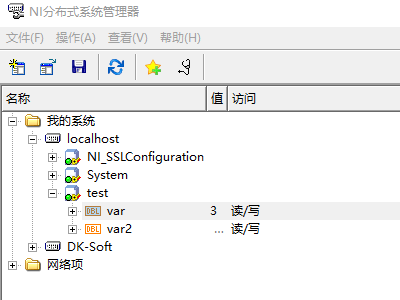 NI分布式系统管理器
文件(F) 操作(A) 查看(V) 帮助(H)
名称 值 访问
我的系统
localhost
NI_SSLConfiguration
System
test
DBL var 3 读/写
DBL var2 ... 读/写
DK-Soft
网络项